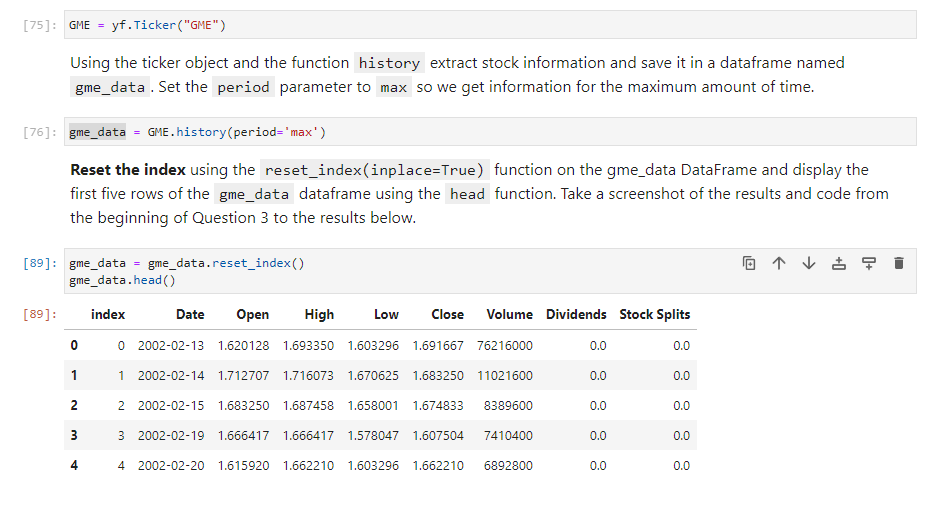 [75]: GME = yf.Ticker("GME")
Using the ticker object and the function history extract stock information and save it in a dataframe named
gme_data . Set the period parameter to max so we get information for the maximum amount of time.
[76]: gme_data = GME.history(period='max')
Reset the index using the reset_index(inplace=True) function on the gme_data DataFrame and display the
first five rows of the gme_data dataframe using the head function. Take a screenshot of the results and code from
the beginning of Question 3 to the results below.
[89]: gme_data = gme_data.reset_index()
gme_data.head()
[89]: index Date Open High Low Close Volume Dividends Stock Splits
0 0 2002-02-13 1.620128 1.693350 1.603296 1.691667 76216000 0.0 0.0
1 1 2002-02-14 1.712707 1.716073 1.670625 1.683250 11021600 0.0 0.0
2 2 2002-02-15 1.683250 1.687458 1.658001 1.674833 8389600 0.0 0.0
3 3 2002-02-19 1.666417 1.666417 1.578047 1.607504 7410400 0.0 0.0
4 4 2002-02-20 1.615920 1.662210 1.603296 1.662210 6892800 0.0 0.0